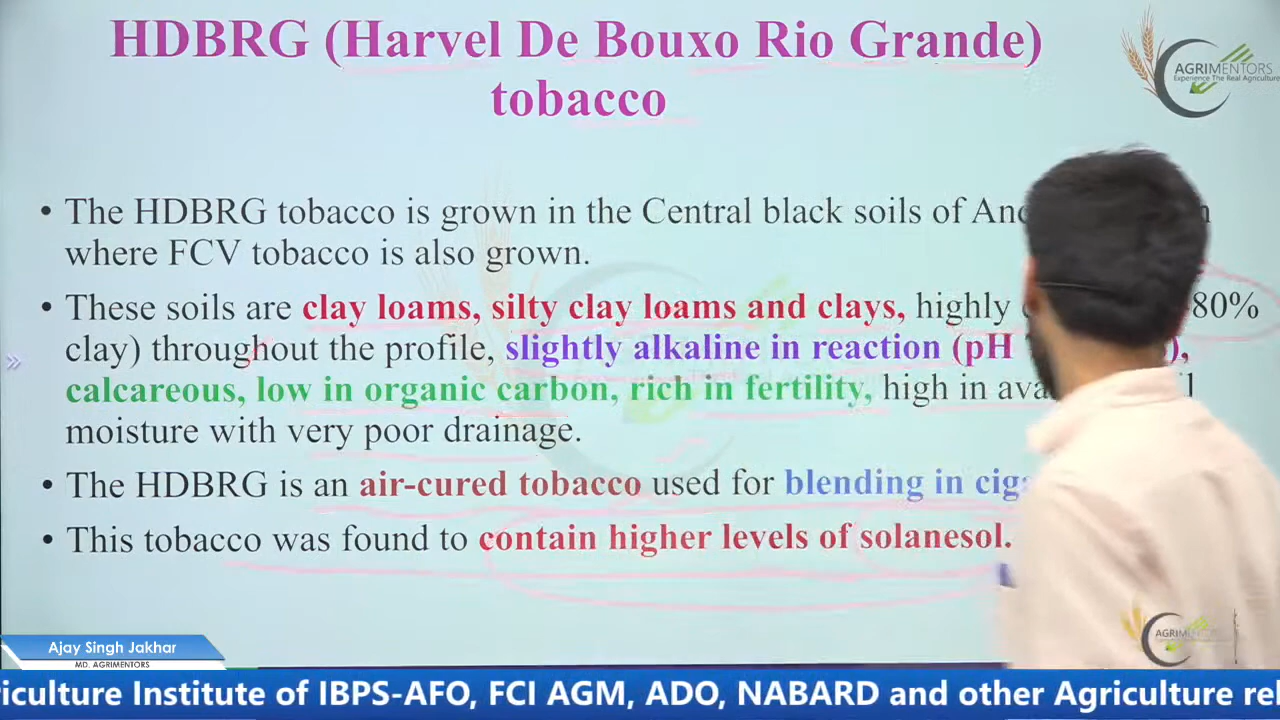 HDBRG (Harvel De Bouxo Rio Grande)
tobacco
AGRIMENTORS
Experience The Real Agriculture
• The HDBRG tobacco is grown in the Central black soils of
where FCV tobacco is also grown.
• These soils are clay loams, silty clay loams and clays, highly 80%
clay) throughout the profile, slightly alkaline in reaction (pH ),
calcareous, low in organic carbon, rich in fertility, high in
moisture with very poor drainage.
• The HDBRG is an air-cured tobacco used for blending in
• This tobacco was found to contain higher levels of solanesol.
Ajay Singh Jakhar
MD. AGRIMENTORS
riculture Institute of IBPS-AFO, FCI AGM, ADO, NABARD and other Agriculture rel